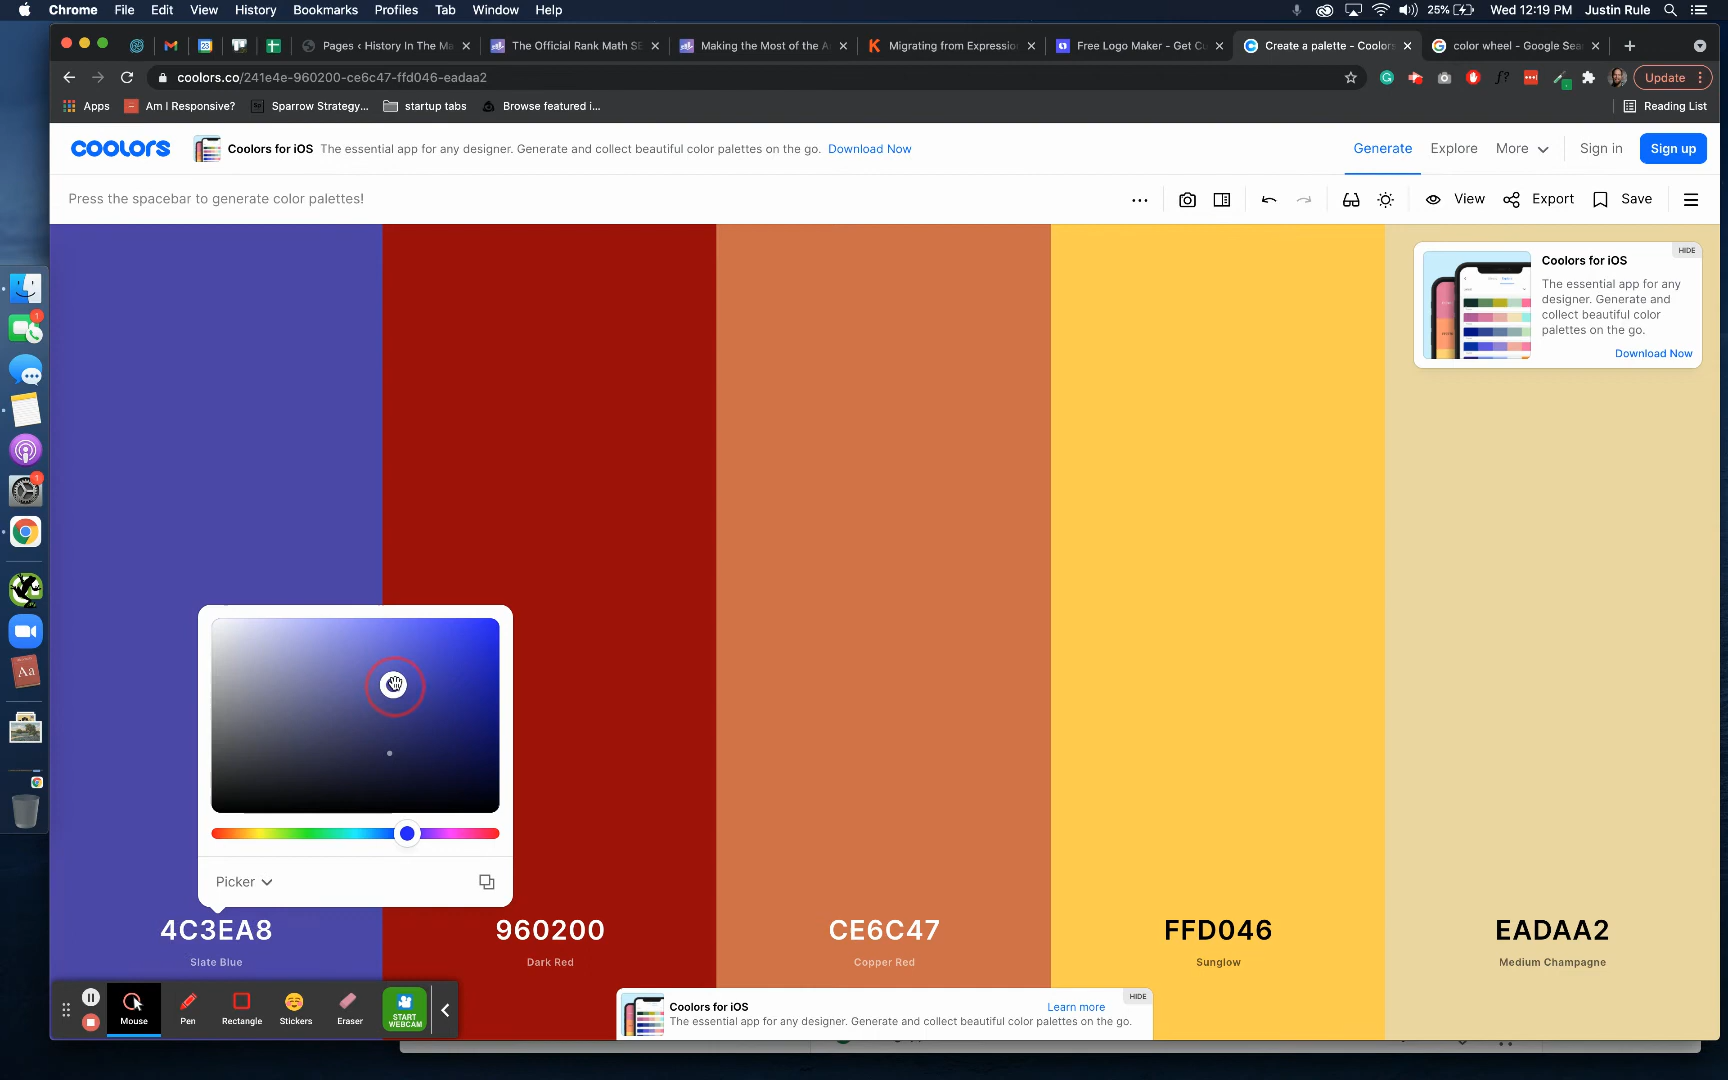 Chrome File Edit View History Bookmarks Profiles Tab Window Help 25% Wed 12:19 PM Justin Rule
Pages ‹ History In The Ma The Official Rank Math SE Making the Most of the A Migrating from Expression Free Logo Maker - Get Cu Create a palette - Coolors color wheel - Google Sea
coolors.co/241e4e-960200-ce6c47-ffd046-eadaa2 Update
Apps Am I Responsive? Sparrow Strategy... startup tabs Browse featured i... Reading List
coolors Coolors for iOS The essential app for any designer. Generate and collect beautiful color palettes on the go. Download Now Generate Explore More Sign in Sign up
Press the spacebar to generate color palettes! View Export Save
HIDE
Coolors for iOS
The essential app for any
designer. Generate and
collect beautiful color
palettes on the go.
Download Now
Picker
4C3EA8 960200 CE6C47 FFD046 EADAA2
Slate Blue Dark Red Copper Red Sunglow Medium Champagne
Mouse Pen Rectangle Stickers Eraser START WEBCAM
Coolors for iOS Learn more HIDE
The essential app for any designer. Generate and collect beautiful color palettes on the go.